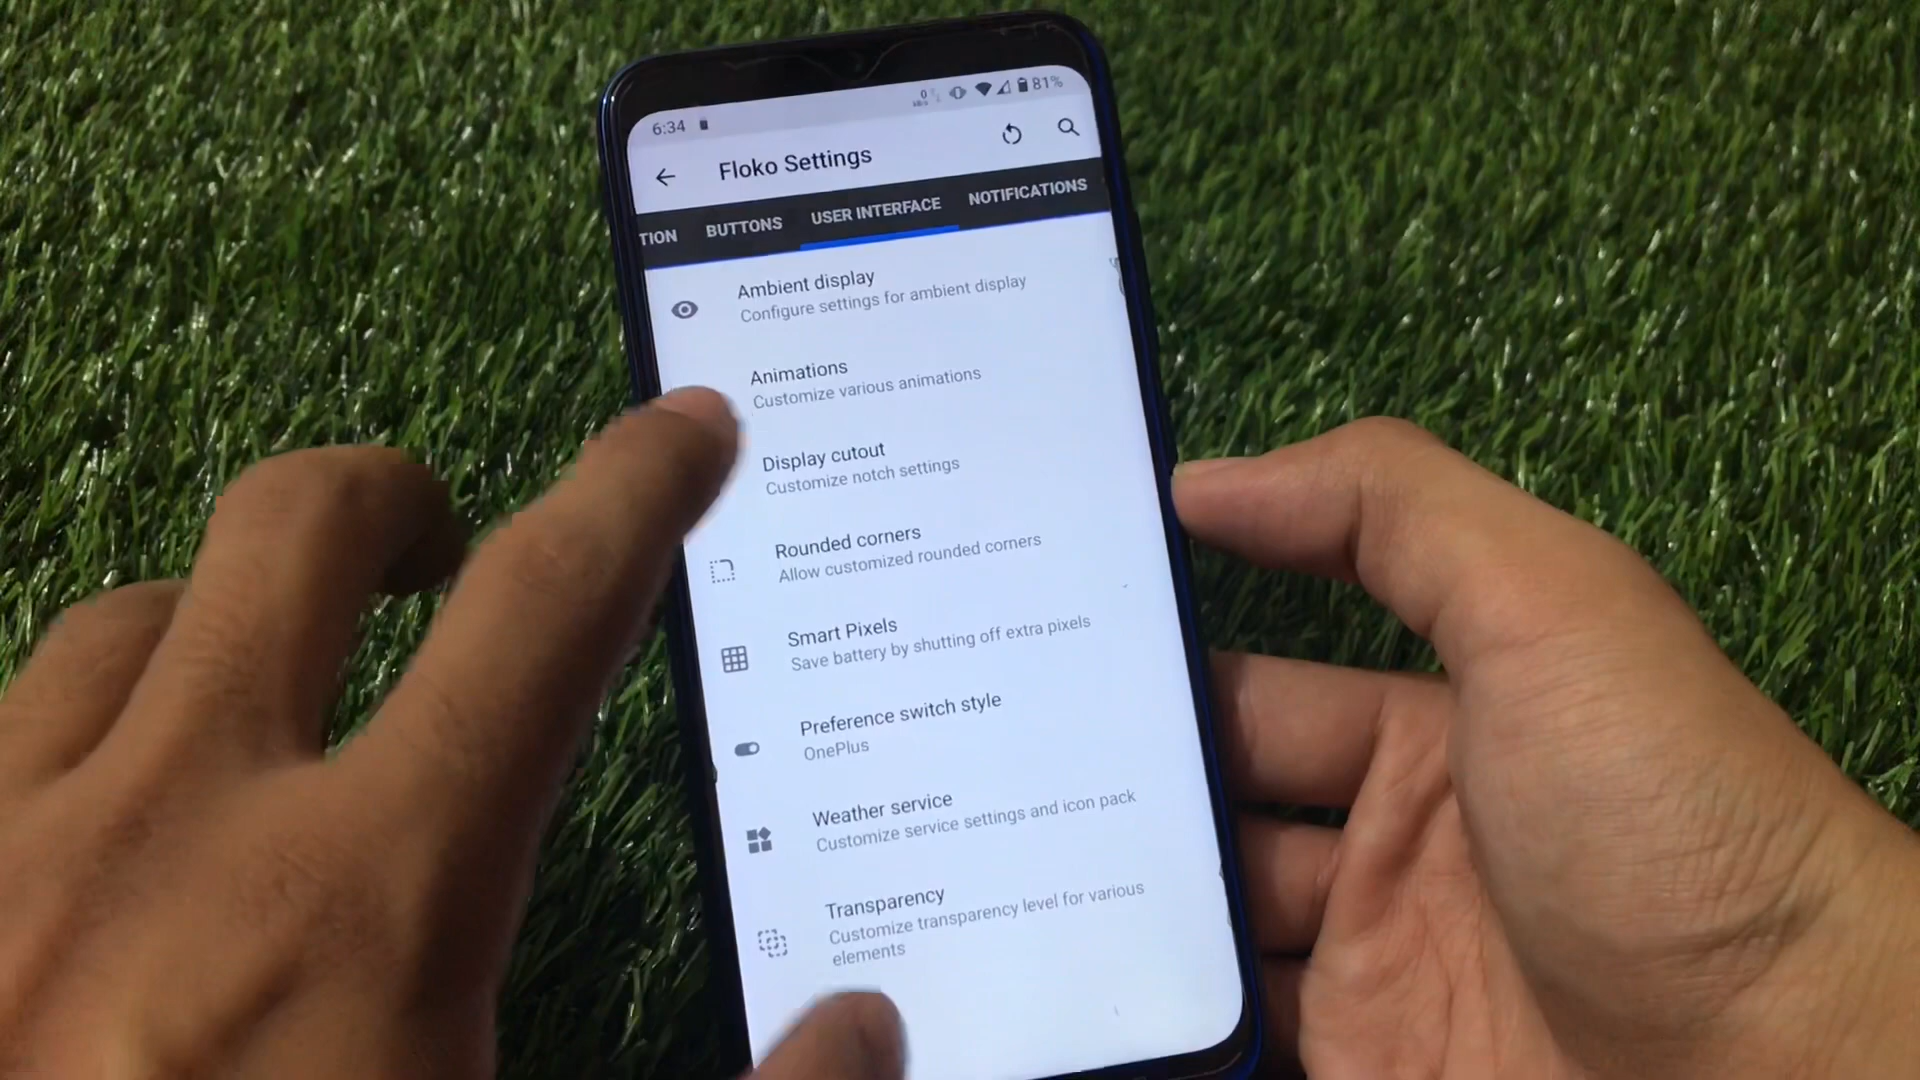 6:34
0
81%
Floko Settings
TION
BUTTONS
USER INTERFACE
NOTIFICATIONS
Ambient display
Configure settings for ambient display
Animations
Customize various animations
Display cutout
Customize notch settings
Rounded corners
Allow customized rounded corners
Smart Pixels
Save battery by shutting off extra pixels
Preference switch style
OnePlus
Weather service
Customize service settings and icon pack
Transparency
Customize transparency level for various
elements